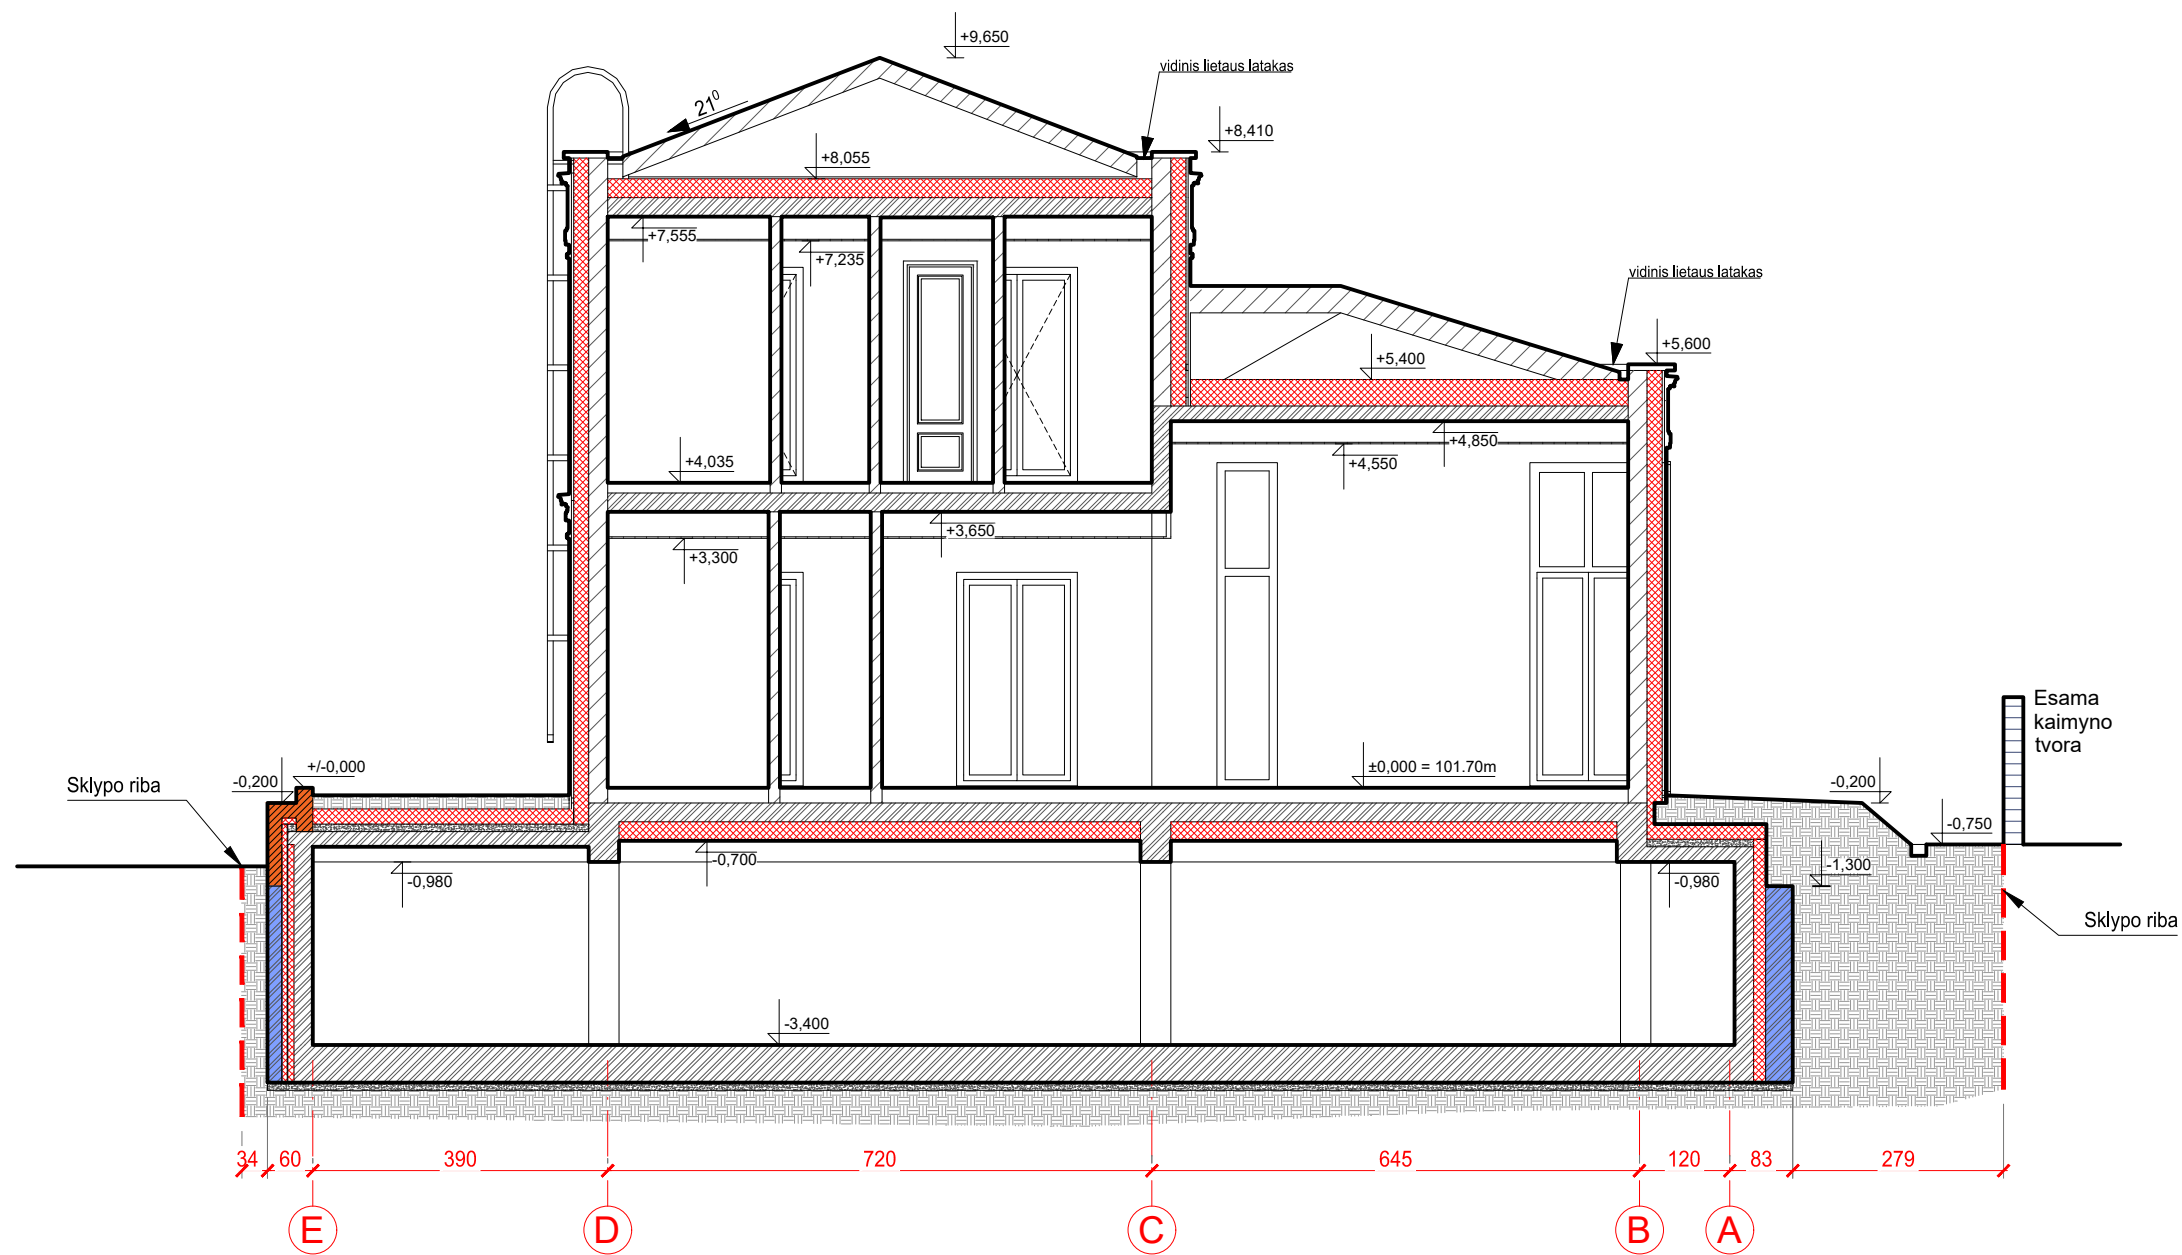 +9,650
vidinis lietaus latakas
21⁰
+8,410
+8,055
+7,555
+7,235
vidinis lietaus latakas
+5,600
+5,400
+4,850
+4,550
+4,035
+3,650
+3,300
Esama
kaimyno
tvora
Sklypo riba
-0,200
+/-0,000
±0,000 = 101.70m
-0,200
-0,750
-0,700
-0,980
-0,980
-1,300
Sklypo riba
-3,400
34 60 390 720 645 120 83 279
E D C B A